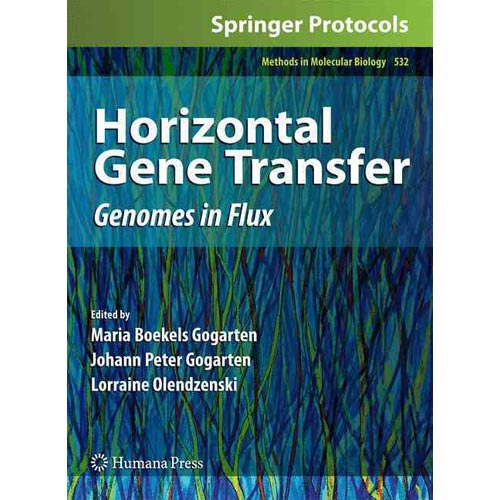 Springer Protocols
Methods in Molecular Biology 532
Horizontal
Gene Transfer
Genomes in Flux
Edited by
Maria Boekels Gogarten
Johann Peter Gogarten
Lorraine Olendzenski
Humana Press